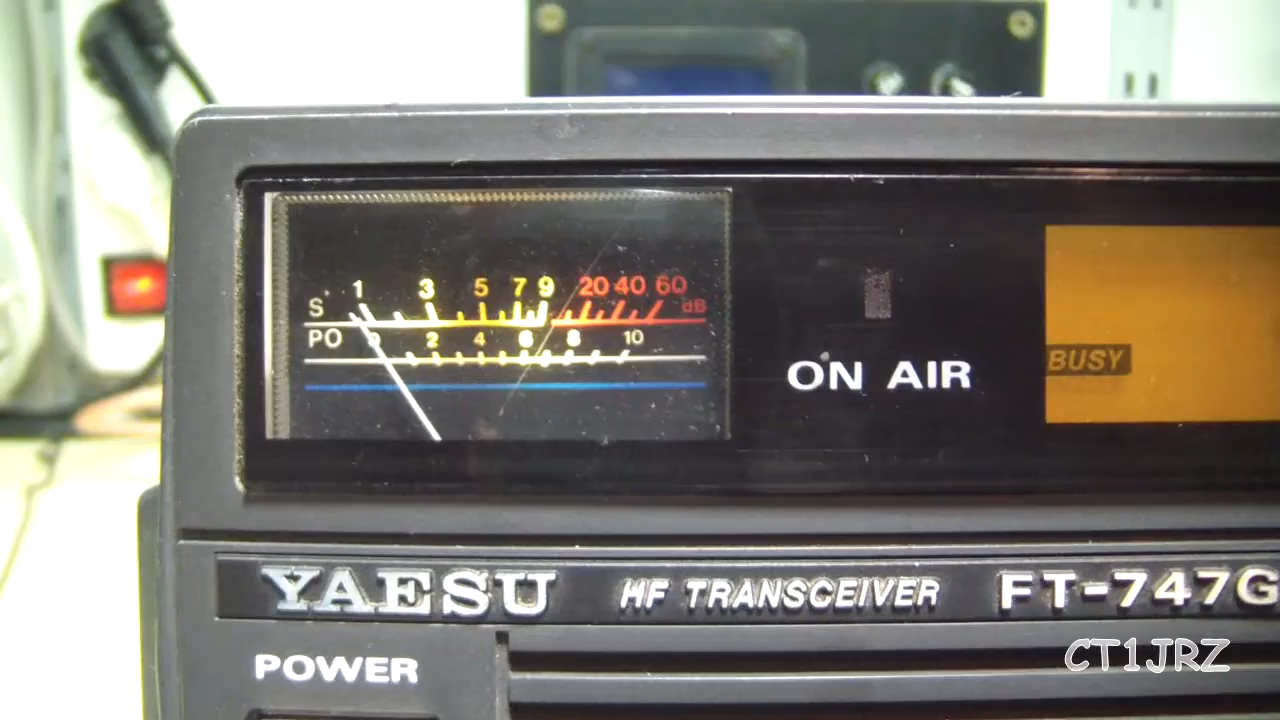 1 3 5 7 9 20 40 60
S dB
PO 0 2 4 6 8 10
ON AIR
BUSY
YAESU HF TRANSCEIVER FT-747G
POWER
CT1JRZ